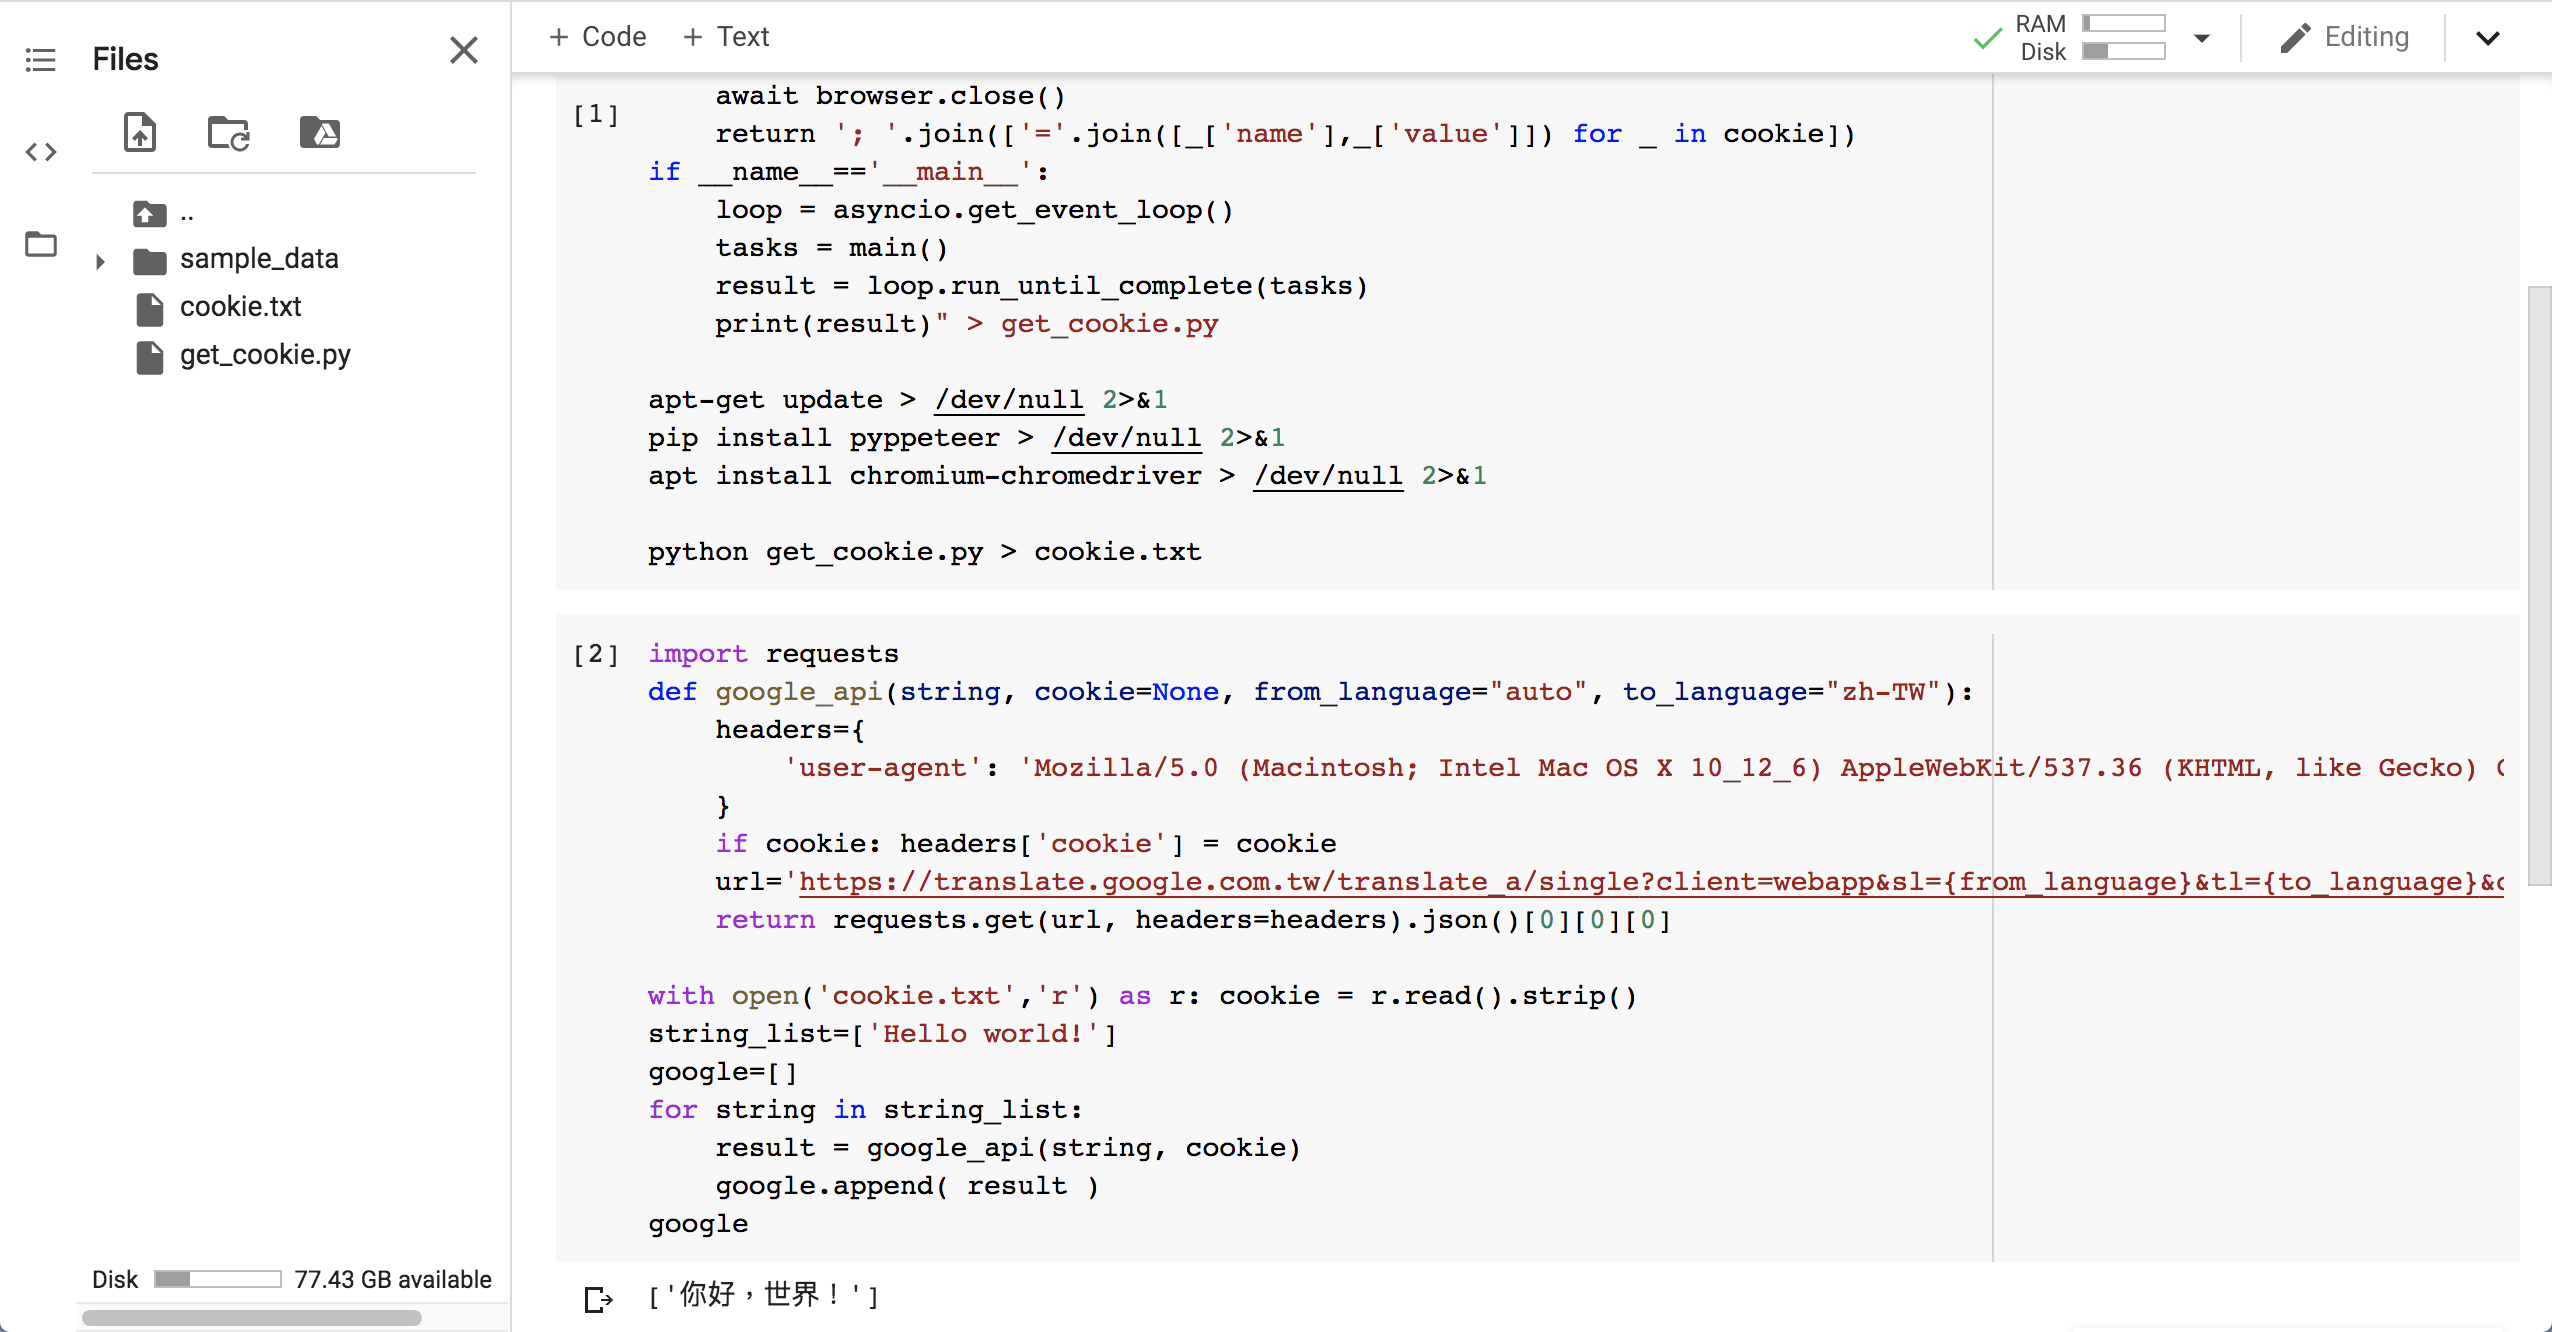 Files
..
sample_data
cookie.txt
get_cookie.py
Disk 77.43 GB available
+ Code + Text
RAM
Disk
Editing
[1]
    await browser.close()
    return '; '.join(['='.join([_['name'],_['value']]) for _ in cookie])
if __name__=='__main__':
    loop = asyncio.get_event_loop()
    tasks = main()
    result = loop.run_until_complete(tasks)
    print(result)" > get_cookie.py
apt-get update > /dev/null 2>&1
pip install pyppeteer > /dev/null 2>&1
apt install chromium-chromedriver > /dev/null 2>&1
python get_cookie.py > cookie.txt
[2] import requests
def google_api(string, cookie=None, from_language="auto", to_language="zh-TW"):
    headers={
        'user-agent': 'Mozilla/5.0 (Macintosh; Intel Mac OS X 10_12_6) AppleWebKit/537.36 (KHTML, like Gecko)
    }
    if cookie: headers['cookie'] = cookie
    url='https://translate.google.com.tw/translate_a/single?client=webapp&sl={from_language}&tl={to_language}&
    return requests.get(url, headers=headers).json()[0][0][0]
with open('cookie.txt','r') as r: cookie = r.read().strip()
string_list=['Hello world!']
google=[]
for string in string_list:
    result = google_api(string, cookie)
    google.append( result )
google
['你好，世界！']